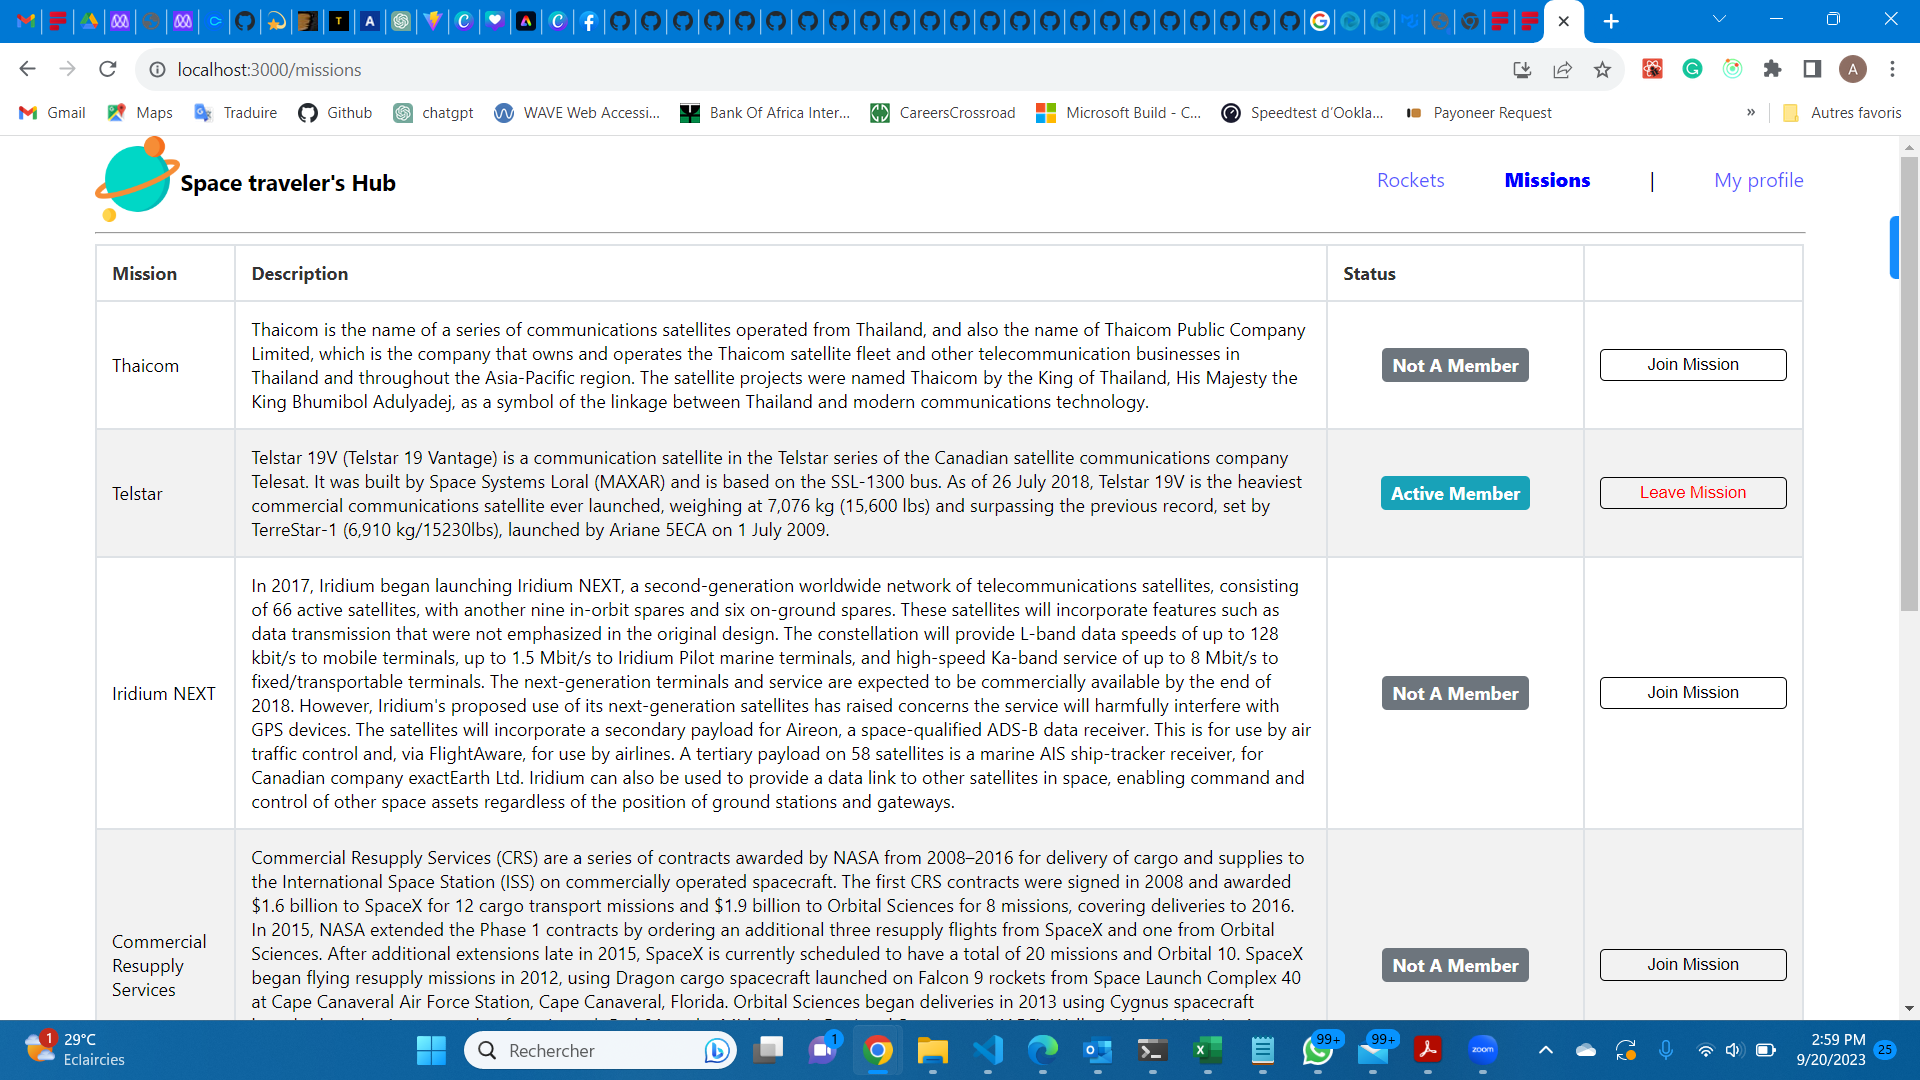 localhost:3000/missions
A
Gmail
Maps
Traduire
Github
chatgpt
WAVE Web Accessi...
Bank Of Africa Inter...
CareersCrossroad
Microsoft Build - C...
Speedtest d'Ookla...
Payoneer Request
»
Autres favoris
Space traveler's Hub
Rockets
Missions
|
My profile
Mission
Description
Status
Thaicom
Thaicom is the name of a series of communications satellites operated from Thailand, and also the name of Thaicom Public Company
Limited, which is the company that owns and operates the Thaicom satellite fleet and other telecommunication businesses in
Thailand and throughout the Asia-Pacific region. The satellite projects were named Thaicom by the King of Thailand, His Majesty the
King Bhumibol Adulyadej, as a symbol of the linkage between Thailand and modern communications technology.
Not A Member
Join Mission
Telstar
Telstar 19V (Telstar 19 Vantage) is a communication satellite in the Telstar series of the Canadian satellite communications company
Telesat. It was built by Space Systems Loral (MAXAR) and is based on the SSL-1300 bus. As of 26 July 2018, Telstar 19V is the heaviest
commercial communications satellite ever launched, weighing at 7,076 kg (15,600 lbs) and surpassing the previous record, set by
TerreStar-1 (6,910 kg/15230lbs), launched by Ariane 5ECA on 1 July 2009.
Active Member
Leave Mission
Iridium NEXT
In 2017, Iridium began launching Iridium NEXT, a second-generation worldwide network of telecommunications satellites, consisting
of 66 active satellites, with another nine in-orbit spares and six on-ground spares. These satellites will incorporate features such as
data transmission that were not emphasized in the original design. The constellation will provide L-band data speeds of up to 128
kbit/s to mobile terminals, up to 1.5 Mbit/s to Iridium Pilot marine terminals, and high-speed Ka-band service of up to 8 Mbit/s to
fixed/transportable terminals. The next-generation terminals and service are expected to be commercially available by the end of
2018. However, Iridium's proposed use of its next-generation satellites has raised concerns the service will harmfully interfere with
GPS devices. The satellites will incorporate a secondary payload for Aireon, a space-qualified ADS-B data receiver. This is for use by air
traffic control and, via FlightAware, for use by airlines. A tertiary payload on 58 satellites is a marine AIS ship-tracker receiver, for
Canadian company exactEarth Ltd. Iridium can also be used to provide a data link to other satellites in space, enabling command and
control of other space assets regardless of the position of ground stations and gateways.
Not A Member
Join Mission
Commercial
Resupply
Services
Commercial Resupply Services (CRS) are a series of contracts awarded by NASA from 2008–2016 for delivery of cargo and supplies to
the International Space Station (ISS) on commercially operated spacecraft. The first CRS contracts were signed in 2008 and awarded
$1.6 billion to SpaceX for 12 cargo transport missions and $1.9 billion to Orbital Sciences for 8 missions, covering deliveries to 2016.
In 2015, NASA extended the Phase 1 contracts by ordering an additional three resupply flights from SpaceX and one from Orbital
Sciences. After additional extensions late in 2015, SpaceX is currently scheduled to have a total of 20 missions and Orbital 10. SpaceX
began flying resupply missions in 2012, using Dragon cargo spacecraft launched on Falcon 9 rockets from Space Launch Complex 40
at Cape Canaveral Air Force Station, Cape Canaveral, Florida. Orbital Sciences began deliveries in 2013 using Cygnus spacecraft
Not A Member
Join Mission
1
29°C
Eclaircies
Rechercher
1
99+
99+
zoom
2:59 PM
9/20/2023
25